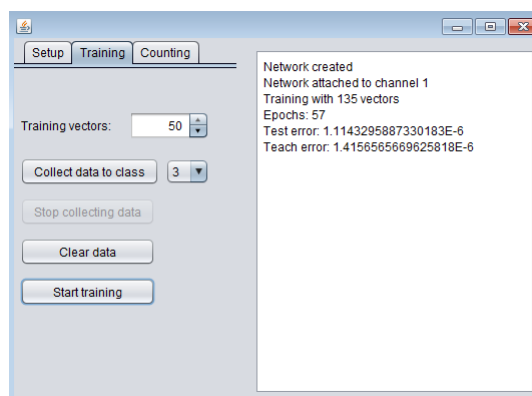 Setup Training Counting
Training vectors: 50
Collect data to class 3
Stop collecting data
Clear data
Start training
Network created
Network attached to channel 1
Training with 135 vectors
Epochs: 57
Test error: 1.1143295887330183E-6
Teach error: 1.4156565669625818E-6